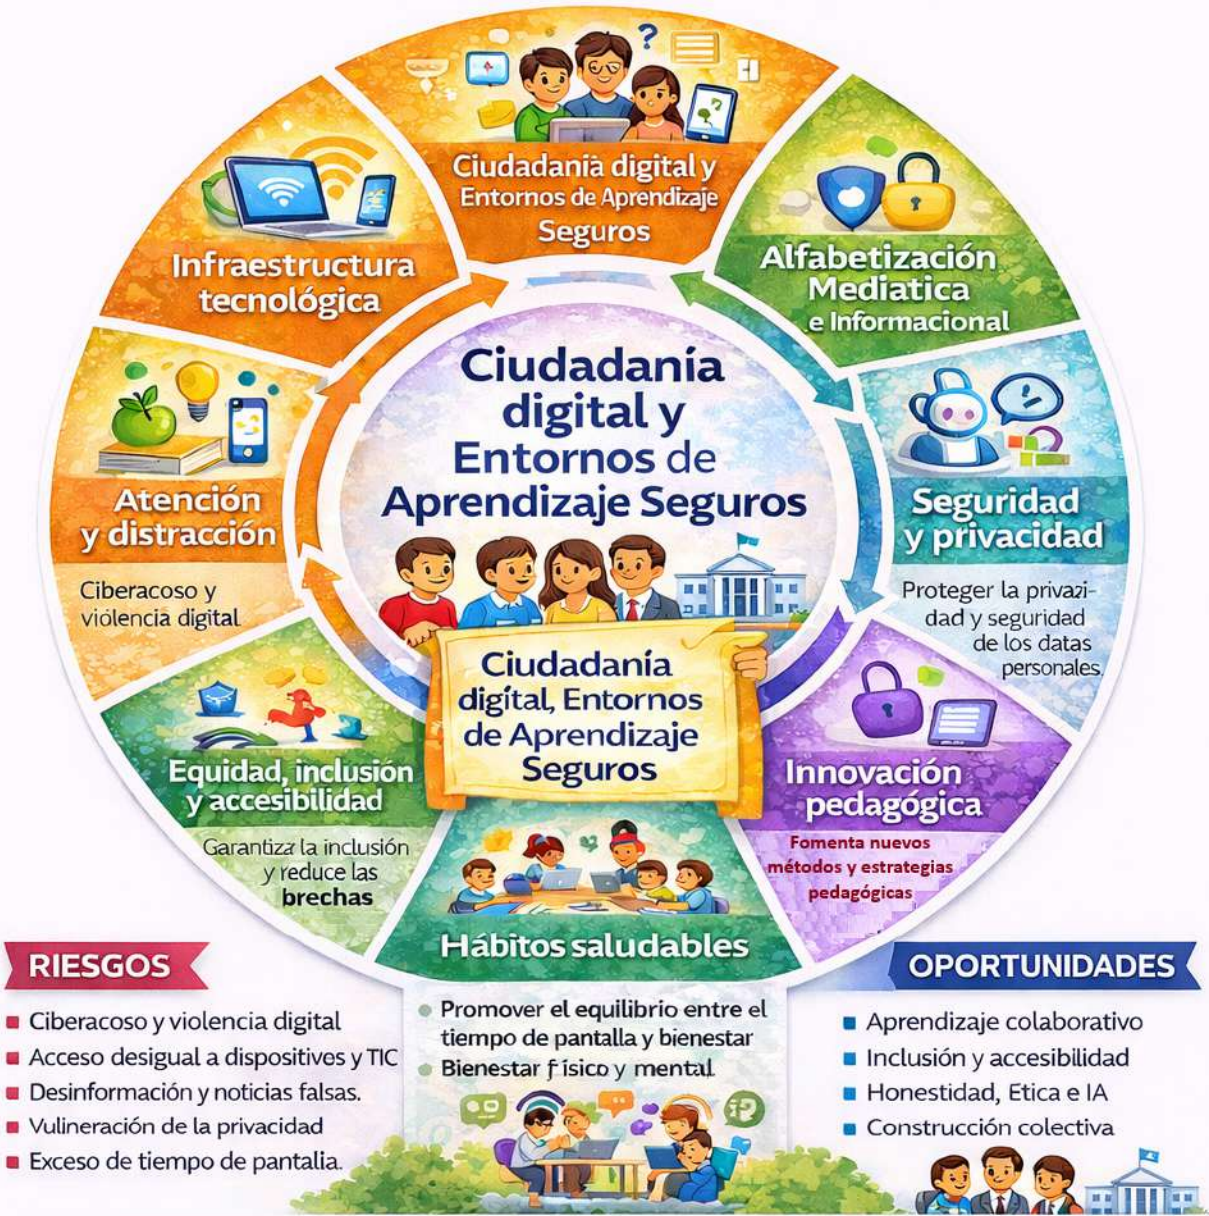 Ciudadanià digital y
Entornos de Aprendizaje
Seguros
Infraestructura
tecnológica
Alfabetización
Mediatica
e Informacional
Ciudadanía
digital y
Entornos de
Aprendizaje Seguros
Atención
y distracción
Ciberacoso y
violencia digital
Seguridad
y privacidad
Proteger la privazi-
dad y seguridad
de los datas
personales.
Ciudadanía
digítal, Entornos
de Aprendizaje
Seguros
Equidad, inclusión
y accesibilidad
Garantizr la inclusión
y reduce las
brechas
Innovación
pedagógica
Fomenta nuevos
métodos y estrategias
pedagógicas
Hábitos saludables
Promover el equilibrio entre el
tiempo de pantalla y bienestar
Bienestar físico y mental
RIESGOS
Ciberacoso y violencia digital
Acceso desigual a dispositives y TIC
Desinformación y noticias falsas.
Vulineración de la privacidad
Exceso de tiempo de pantalia.
OPORTUNIDADES
Aprendizaje colaborativo
Inclusión y accesibilidad
Honestidad, Etica e IA
Construcción colectiva